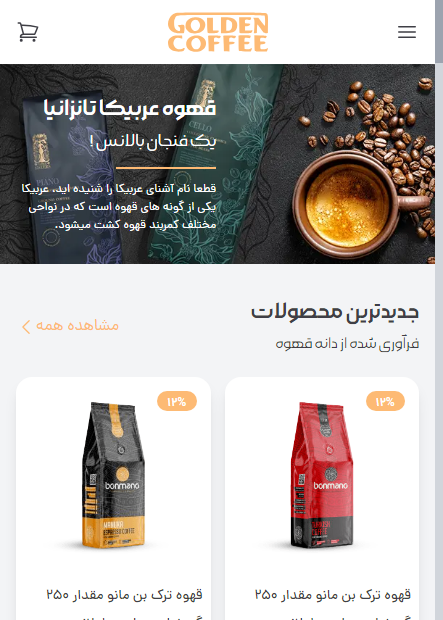 GOLDEN
COFFEE
قهوه عربیکا تانزانیا
یک فنجان بالانس!
قطعا نام آشنای عربیکا را شنیده اید، عربیکا
یکی از گونه های قهوه است که در نواحی
مختلف کمربند قهوه کشت میشود.
جدیدترین محصولات
فرآوری شده از دانه قهوه
مشاهده همه
۱۲%
۱۲%
bonmano
bonmano
ESPRESSO COFFEE
قهوه ترک بن مانو مقدار ۲۵۰
قهوه ترک بن مانو مقدار ۲۵۰